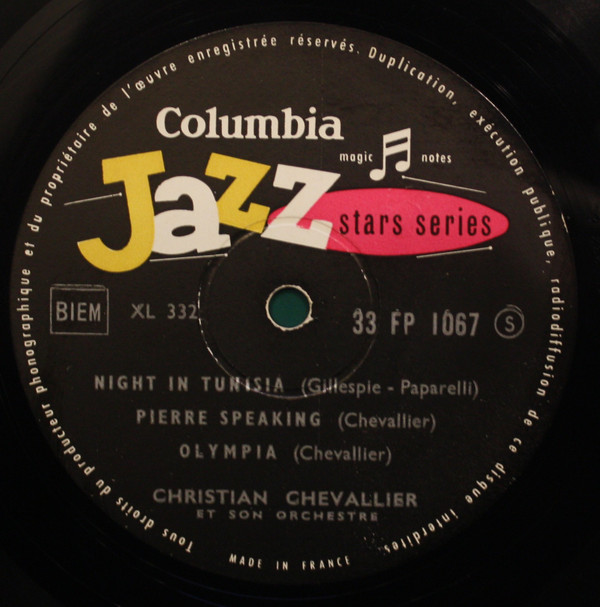 Tous droits du producteur phonographique et du propriétaire de l'œuvre enregistrée réservés. Duplication, exécution publique, radiodiffusion de ce disque interdites
Columbia
magic notes
Jazz
stars series
BIEM
XL 332
33 FP 1067 S
NIGHT IN TUNISIA (Gillespie - Paparelli)
PIERRE SPEAKING (Chevallier)
OLYMPIA (Chevallier)
CHRISTIAN CHEVALLIER
ET SON ORCHESTRE
MADE IN FRANCE